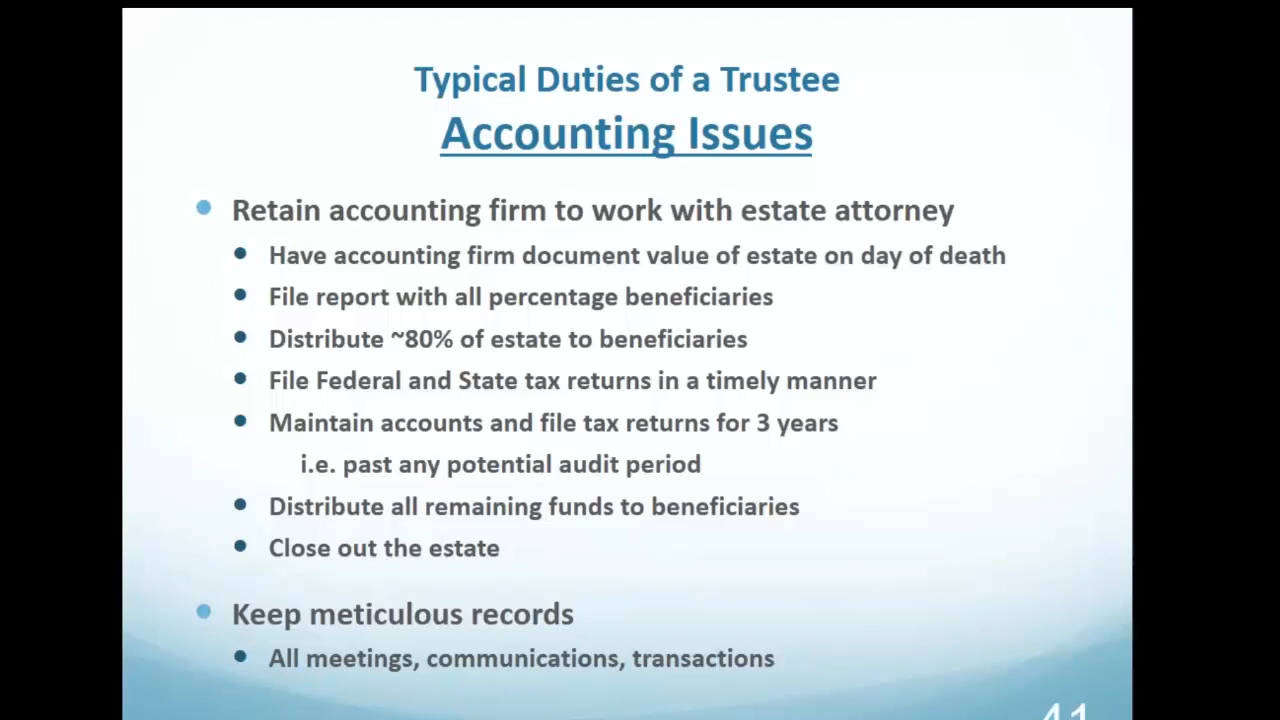 Typical Duties of a Trustee
Accounting Issues
Retain accounting firm to work with estate attorney
Have accounting firm document value of estate on day of death
File report with all percentage beneficiaries
Distribute ~80% of estate to beneficiaries
File Federal and State tax returns in a timely manner
Maintain accounts and file tax returns for 3 years
i.e. past any potential audit period
Distribute all remaining funds to beneficiaries
Close out the estate
Keep meticulous records
All meetings, communications, transactions
41